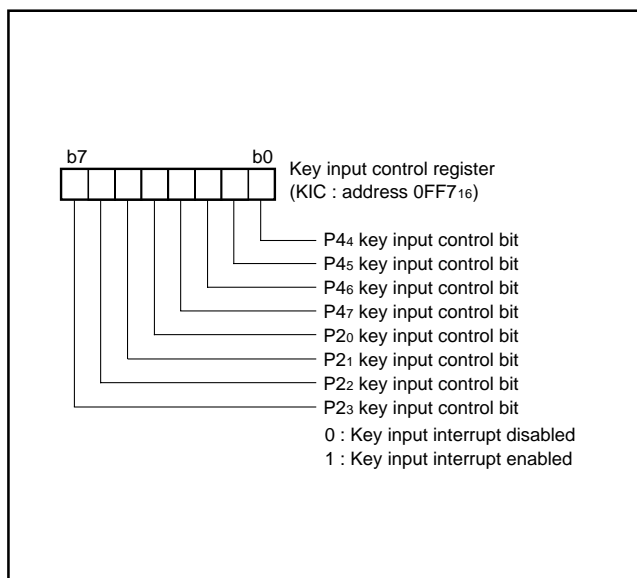 b7 b0
Key input control register
(KIC : address 0FF7₁₆)
P4₄ key input control bit
P4₅ key input control bit
P4₆ key input control bit
P4₇ key input control bit
P2₀ key input control bit
P2₁ key input control bit
P2₂ key input control bit
P2₃ key input control bit
0 : Key input interrupt disabled
1 : Key input interrupt enabled